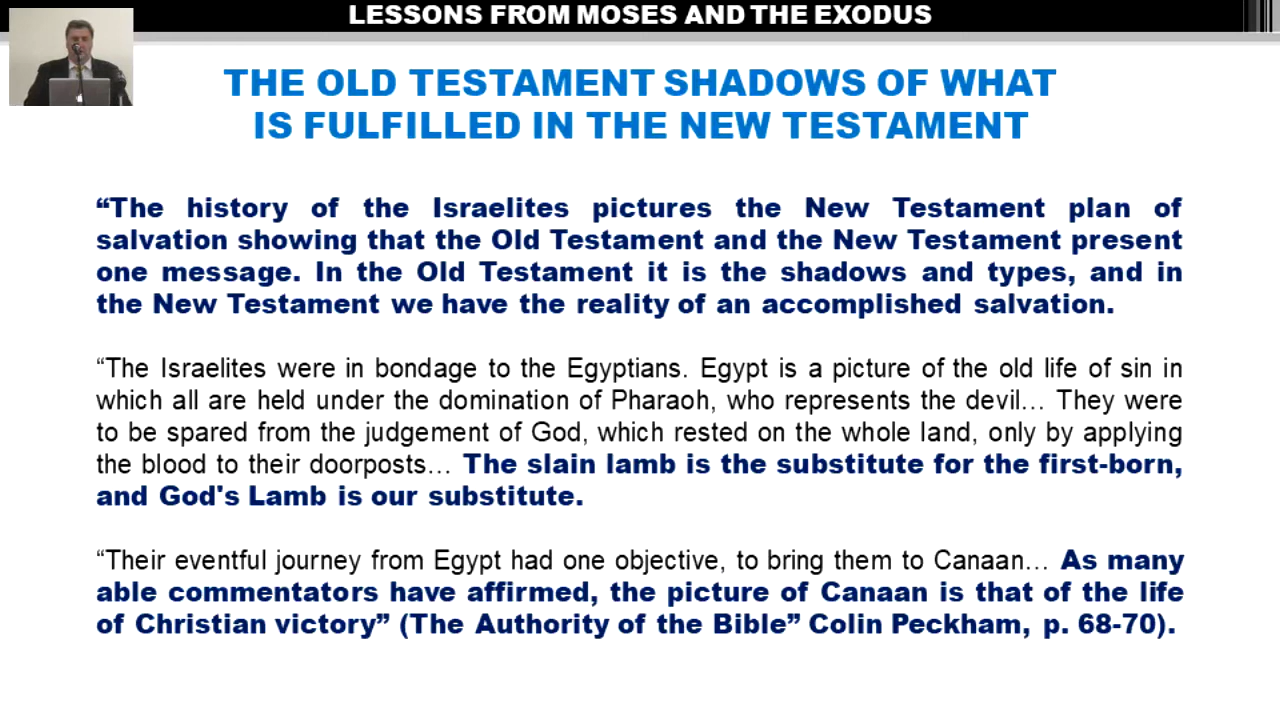 LESSONS FROM MOSES AND THE EXODUS
THE OLD TESTAMENT SHADOWS OF WHAT
IS FULFILLED IN THE NEW TESTAMENT
“The history of the Israelites pictures the New Testament plan of
salvation showing that the Old Testament and the New Testament present
one message. In the Old Testament it is the shadows and types, and in
the New Testament we have the reality of an accomplished salvation.
“The Israelites were in bondage to the Egyptians. Egypt is a picture of the old life of sin in
which all are held under the domination of Pharaoh, who represents the devil… They were
to be spared from the judgement of God, which rested on the whole land, only by applying
the blood to their doorposts… The slain lamb is the substitute for the first-born,
and God's Lamb is our substitute.
“Their eventful journey from Egypt had one objective, to bring them to Canaan… As many
able commentators have affirmed, the picture of Canaan is that of the life
of Christian victory” (The Authority of the Bible” Colin Peckham, p. 68-70).